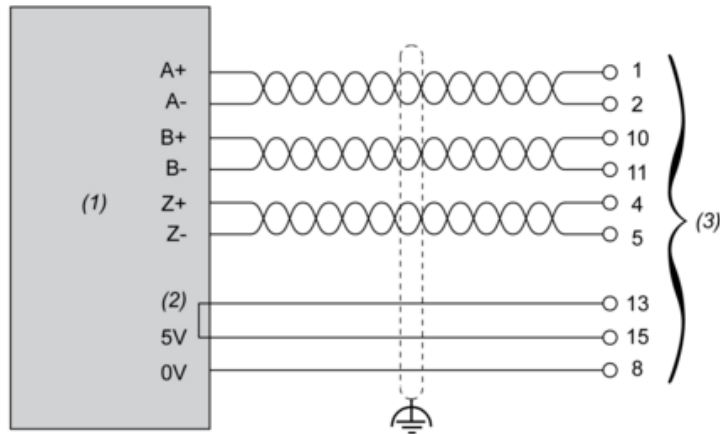 A+ 1
A- 2
B+ 10
B- 11
(1)
Z+ 4
(3)
Z- 5
(2) 13
5V 15
0V 8